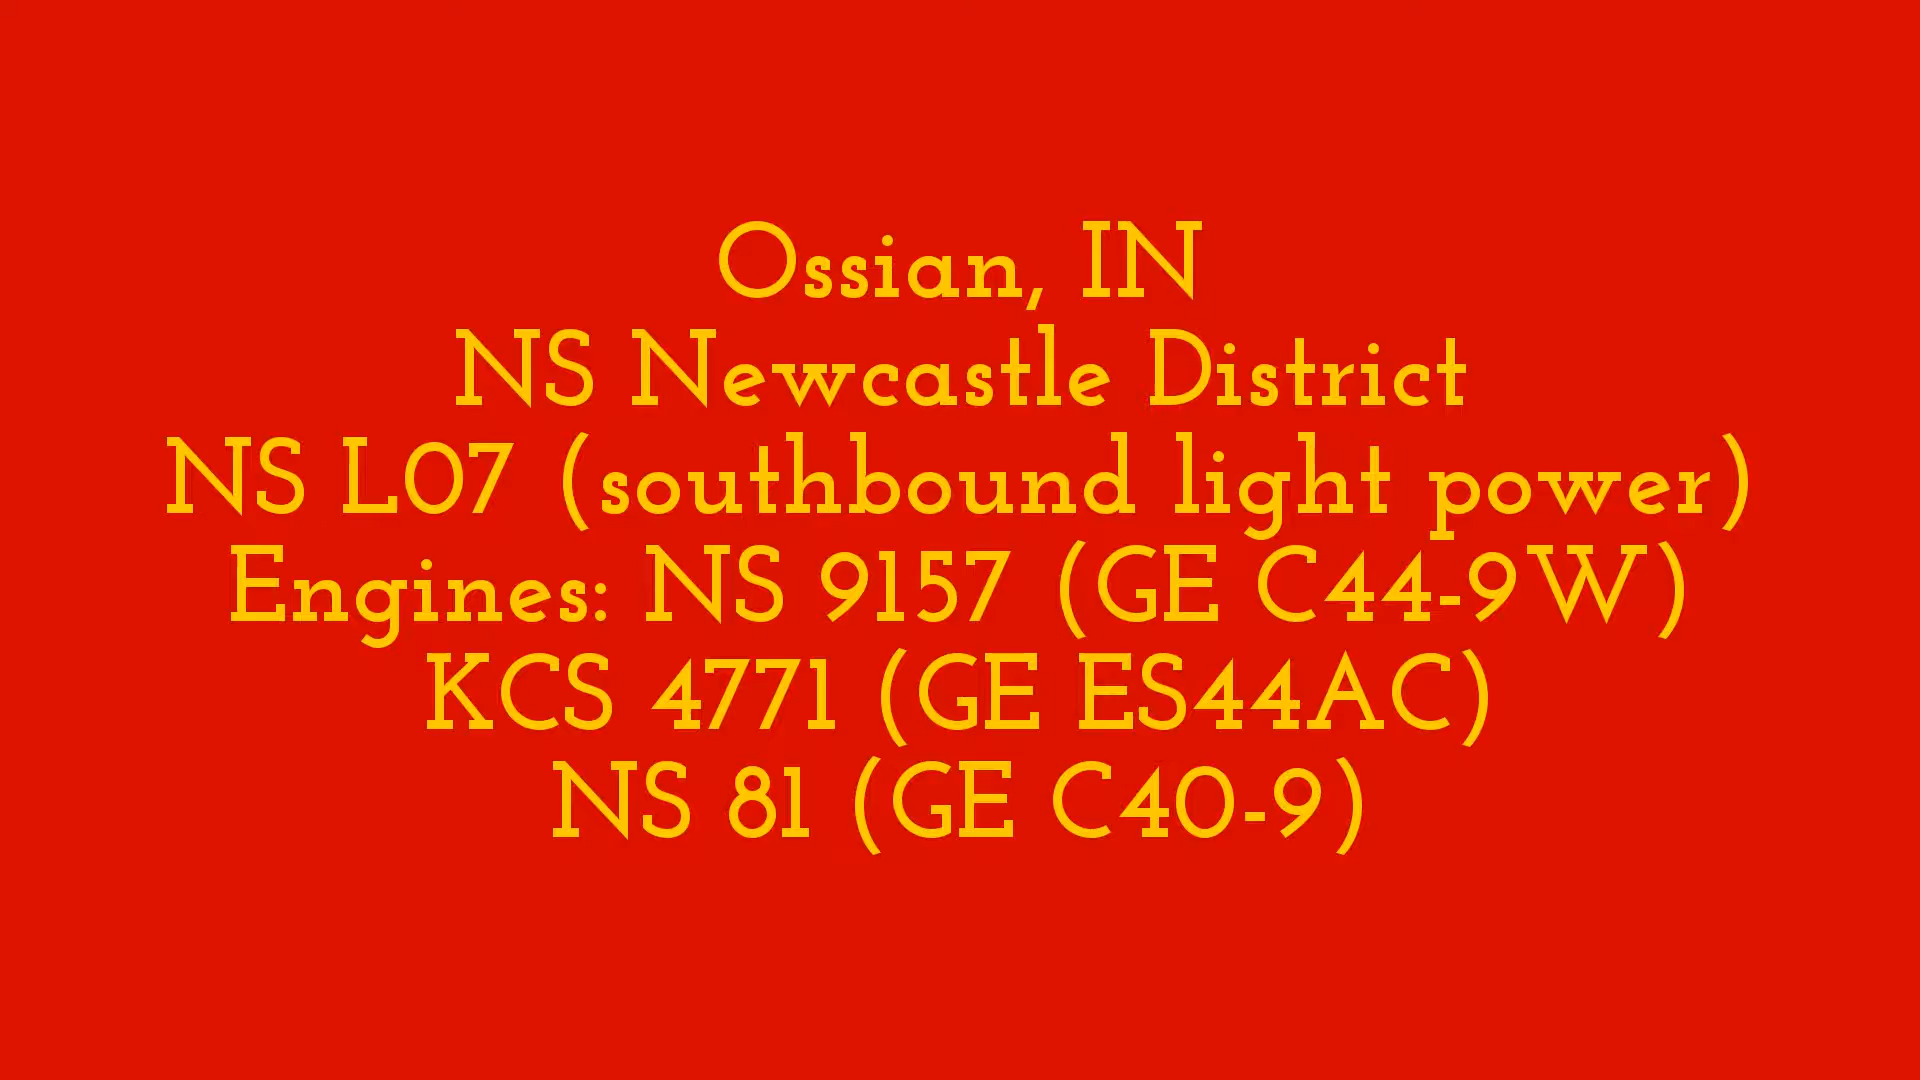 Ossian, IN
NS Newcastle District
NS L07 (southbound light power)
Engines: NS 9157 (GE C44-9W)
KCS 4771 (GE ES44AC)
NS 81 (GE C40-9)